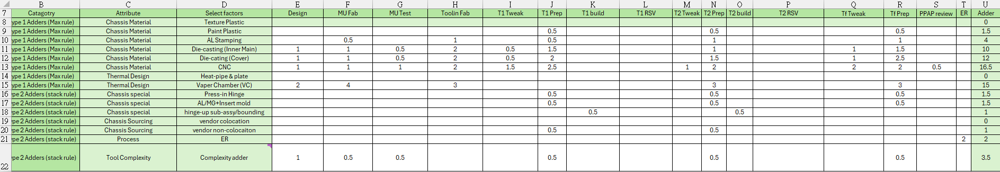 B C D E F G H I J K L M N O P Q R S T U
7 Catagotry Attribute Select factors Design MU Fab MU Test Toolin Fab T1 Tweak T1 Prep T1 build T1 RSV T2 Tweak T2 Prep T2 build T2 RSV Tf Tweak Tf Prep PPAP review ER Adder
8 ype 1 Adders (Max rule) Chassis Material Texture Plastic 0
9 ype 1 Adders (Max rule) Chassis Material Paint Plastic 0.5 0.5 0.5 1.5
10 ype 1 Adders (Max rule) Chassis Material AL Stamping 0.5 1 0.5 1 1 4
11 ype 1 Adders (Max rule) Chassis Material Die-casting (Inner Main) 1 1 0.5 2 0.5 1.5 1 1 1.5 10
12 ype 1 Adders (Max rule) Chassis Material Die-cating (Cover) 1 1 0.5 2 0.5 2 1.5 1 2.5 12
13 ype 1 Adders (Max rule) Chassis Material CNC 1 1 1 2 1.5 2.5 1 2 2 2 0.5 16.5
14 ype 1 Adders (Max rule) Thermal Design Heat-pipe & plate 0
15 ype 1 Adders (Max rule) Thermal Design Vaper Chamber (VC) 2 4 3 3 3 15
16 pe 2 Adders (stack rule) Chassis special Press-in Hinge 0.5 0.5 0.5 1.5
17 pe 2 Adders (stack rule) Chassis special AL/MG+Insert mold 0.5 0.5 0.5 1.5
18 pe 2 Adders (stack rule) Chassis special hinge-up sub-assy/bounding 0.5 0.5 1
19 pe 2 Adders (stack rule) Chassis Sourcing vendor colocation 0
20 pe 2 Adders (stack rule) Chassis Sourcing vendor non-colocaiton 0.5 0.5 1
21 pe 2 Adders (stack rule) Process ER 2 2
22 pe 2 Adders (stack rule) Tool Complexity Complexity adder 1 0.5 0.5 0.5 0.5 0.5 3.5